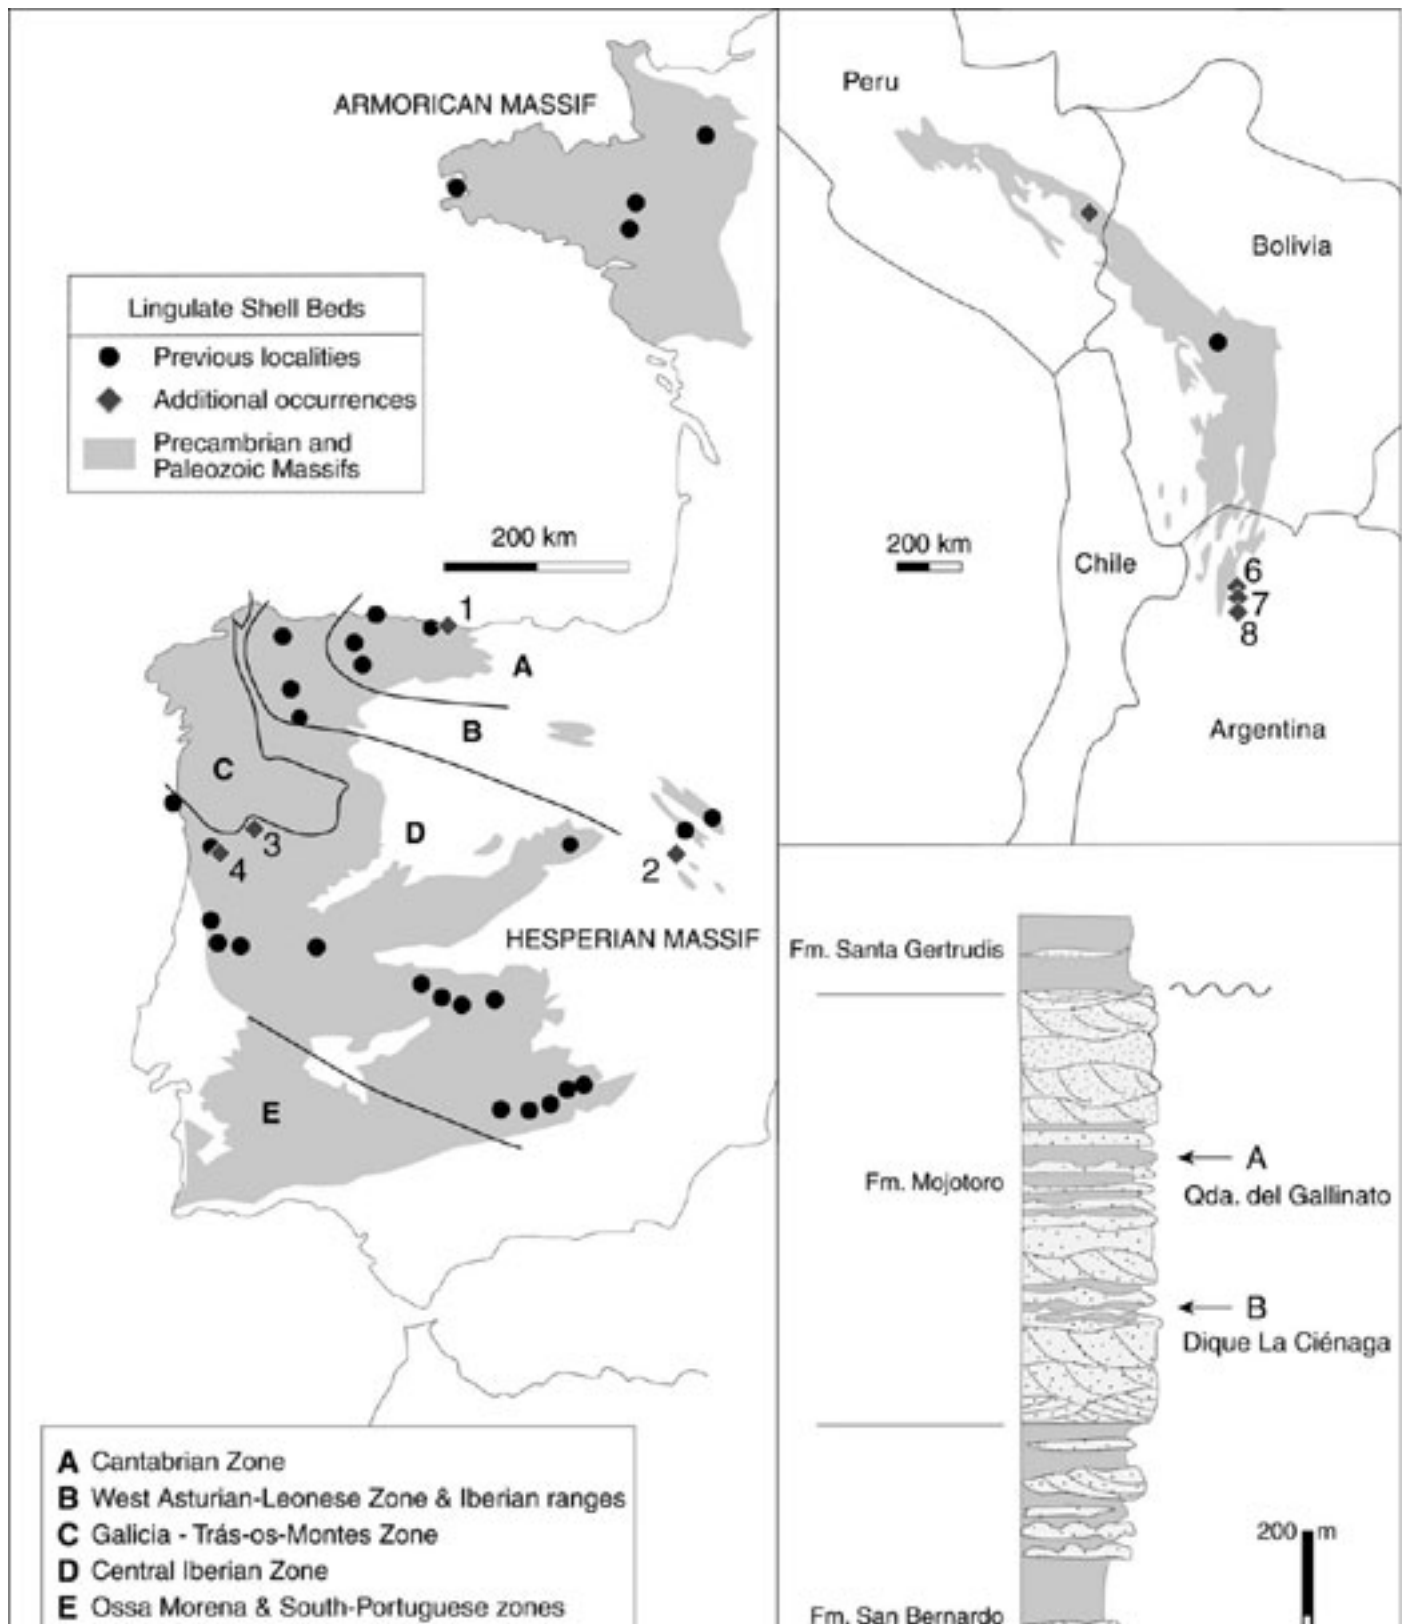 ARMORICAN MASSIF
Lingulate Shell Beds
Previous localities
Additional occurrences
Precambrian and
Paleozoic Massifs
200 km
1
A
B
C
D
3
4
2
HESPERIAN MASSIF
E
A Cantabrian Zone
B West Asturian-Leonese Zone & Iberian ranges
C Galicia - Trás-os-Montes Zone
D Central Iberian Zone
E Ossa Morena & South-Portuguese zones
Peru
Bolivia
200 km
Chile
6
7
8
Argentina
Fm. Santa Gertrudis
Fm. Mojotoro
A
Qda. del Gallinato
B
Dique La Ciénaga
200 m
Fm. San Bernardo